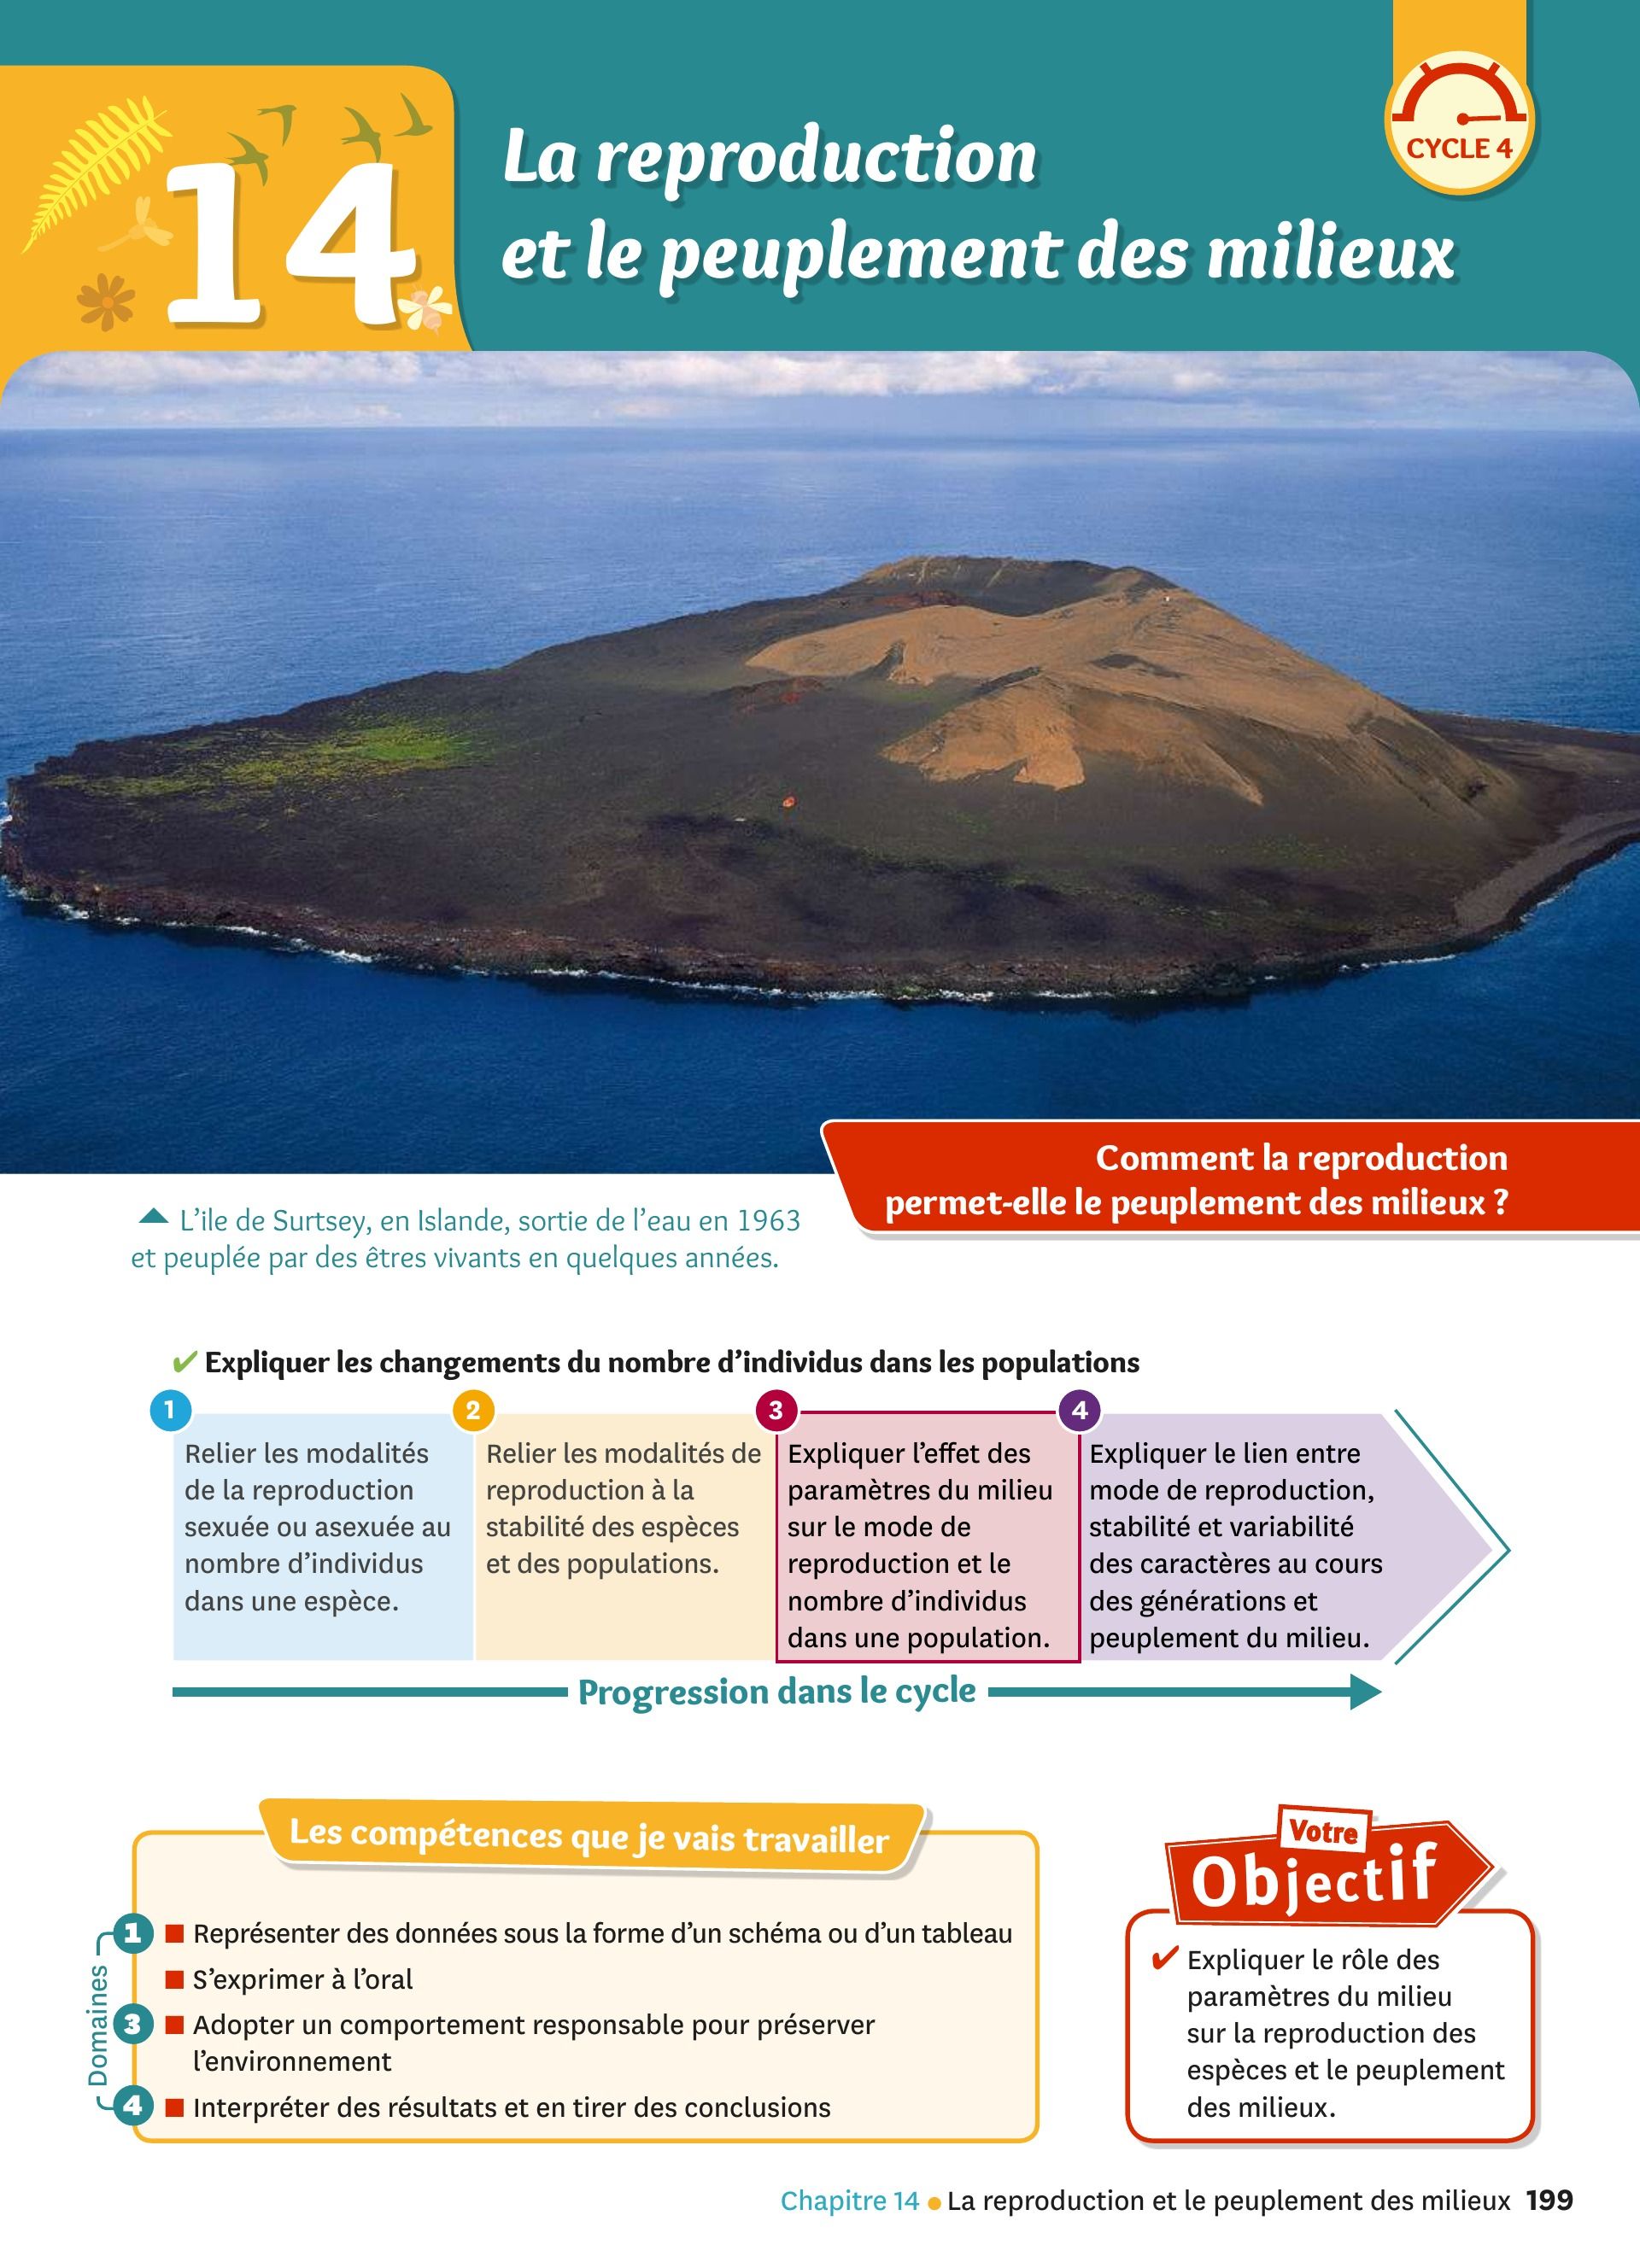 14
La reproduction
et le peuplement des milieux
CYCLE 4
Comment la reproduction
permet-elle le peuplement des milieux ?
L'ile de Surtsey, en Islande, sortie de l'eau en 1963
et peuplée par des êtres vivants en quelques années.
✔ Expliquer les changements du nombre d'individus dans les populations
1
Relier les modalités
de la reproduction
sexuée ou asexuée au
nombre d'individus
dans une espèce.
2
Relier les modalités de
reproduction à la
stabilité des espèces
et des populations.
3
Expliquer l'effet des
paramètres du milieu
sur le mode de
reproduction et le
nombre d'individus
dans une population.
4
Expliquer le lien entre
mode de reproduction,
stabilité et variabilité
des caractères au cours
des générations et
peuplement du milieu.
Progression dans le cycle
Les compétences que je vais travailler
Domaines
1 ■ Représenter des données sous la forme d'un schéma ou d'un tableau
■ S'exprimer à l'oral
3 ■ Adopter un comportement responsable pour préserver
l'environnement
4 ■ Interpréter des résultats et en tirer des conclusions
Votre
Objectif
✔ Expliquer le rôle des
paramètres du milieu
sur la reproduction des
espèces et le peuplement
des milieux.
Chapitre 14 ● La reproduction et le peuplement des milieux 199